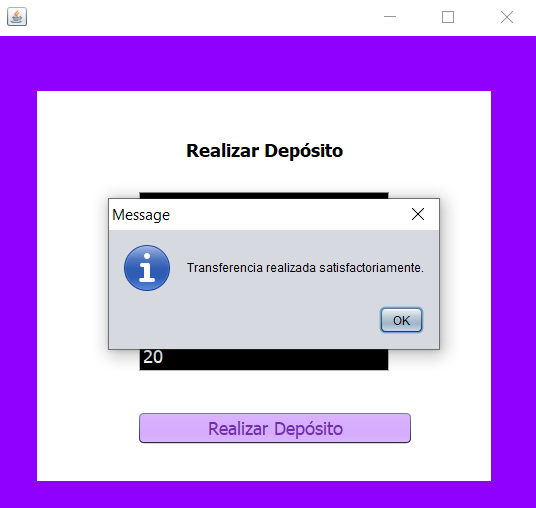 Realizar Depósito
Message
Transferencia realizada satisfactoriamente.
OK
20
Realizar Depósito